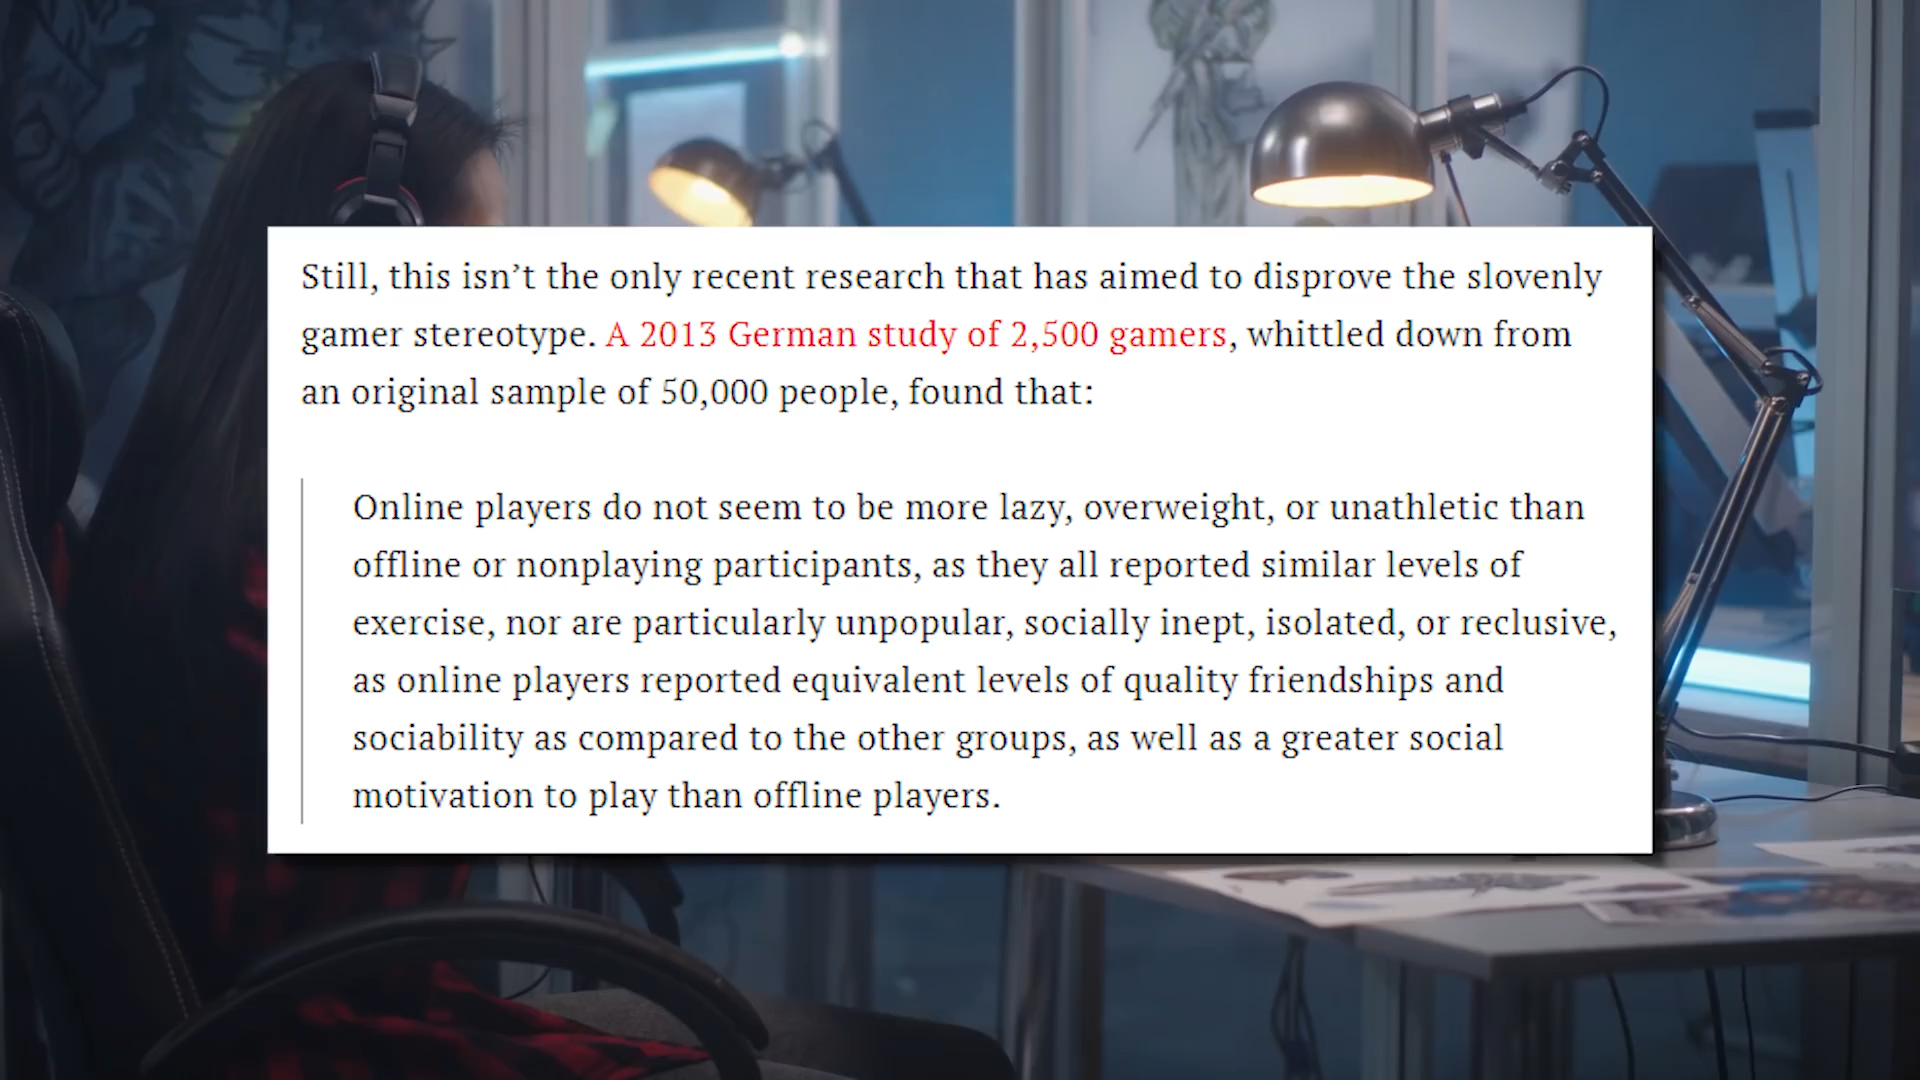 Still, this isn’t the only recent research that has aimed to disprove the slovenly
gamer stereotype. A 2013 German study of 2,500 gamers, whittled down from
an original sample of 50,000 people, found that:
Online players do not seem to be more lazy, overweight, or unathletic than
offline or nonplaying participants, as they all reported similar levels of
exercise, nor are particularly unpopular, socially inept, isolated, or reclusive,
as online players reported equivalent levels of quality friendships and
sociability as compared to the other groups, as well as a greater social
motivation to play than offline players.